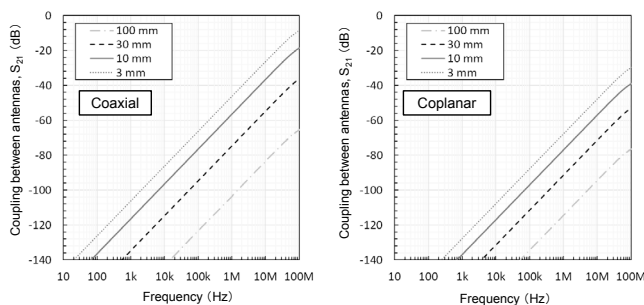 Coupling between antennas, S21 (dB)
0
-20
-40
-60
-80
-100
-120
-140
100 mm
30 mm
10 mm
3 mm
Coaxial
10 100 1k 10k 100k 1M 10M 100M
Frequency (Hz)
Coupling between antennas, S21 (dB)
0
-20
-40
-60
-80
-100
-120
-140
100 mm
30 mm
10 mm
3 mm
Coplanar
10 100 1k 10k 100k 1M 10M 100M
Frequency (Hz)